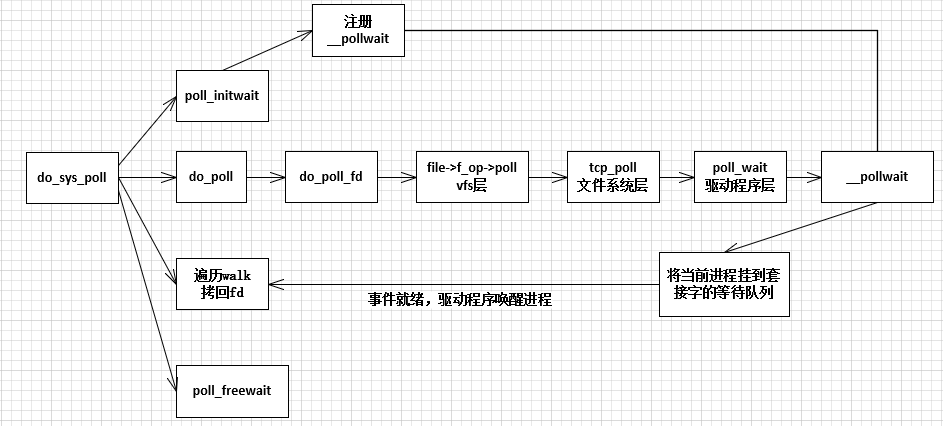 注册
__pollwait
poll_initwait
do_sys_poll
do_poll
do_poll_fd
file->f_op->poll
vfs层
tcp_poll
文件系统层
poll_wait
驱动程序层
__pollwait
遍历walk
拷回fd
事件就绪，驱动程序唤醒进程
将当前进程挂到套
接字的等待队列
poll_freewait